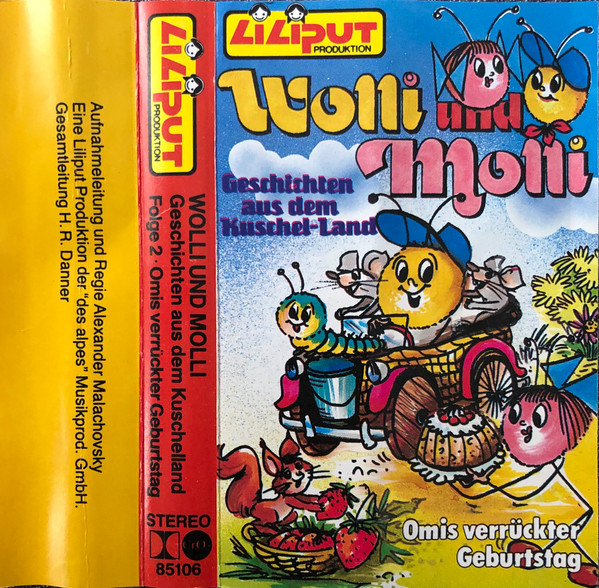 Aufnahmeleitung und Regie Alexander Malachovsky
Eine Liliput Produktion der "des alpes" Musikprod. GmbH.
Gesamtleitung H. R. Danner
LiLiPUT
PRODUKTION
WOLLI UND MOLLI
Geschichten aus dem Kuschelland
Folge 2 · Omis verrückter Geburtstag
STEREO
CrO₂
85106
LiLiPUT
PRODUKTION
Wolli
und
Molli
Geschichten
aus dem
Kuschel-Land
Omis verrückter
Geburtstag